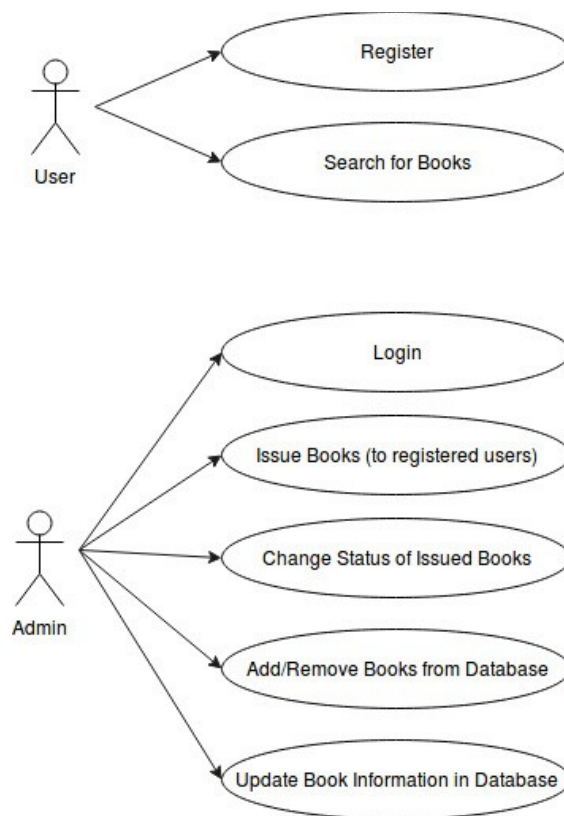 Register
User
Search for Books
Login
Issue Books (to registered users)
Change Status of Issued Books
Admin
Add/Remove Books from Database
Update Book Information in Database